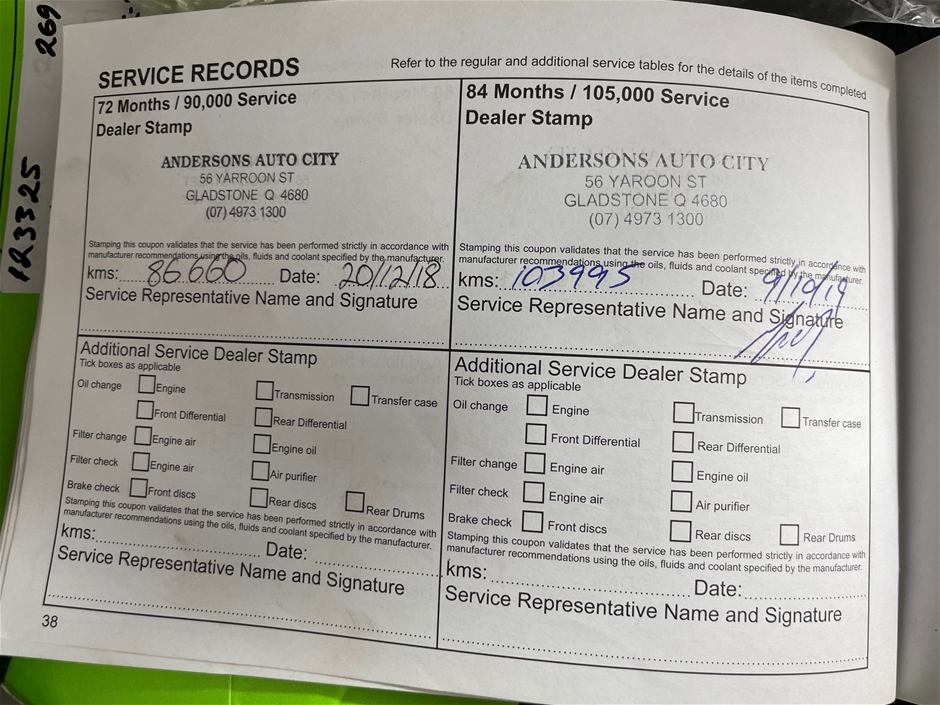 269
1R3325
SERVICE RECORDS
Refer to the regular and additional service tables for the details of the items completed
72 Months / 90,000 Service
Dealer Stamp
ANDERSONS AUTO CITY
56 YARROON ST
GLADSTONE Q 4680
(07) 4973 1300
Stamping this coupon validates that the service has been performed strictly in accordance with
manufacturer recommendations using the oils, fluids and coolant specified by the manufacturer.
kms: 86660 Date: 20/12/18
Service Representative Name and Signature
Additional Service Dealer Stamp
Tick boxes as applicable
Oil change Engine Transmission Transfer case
Front Differential Rear Differential
Filter change Engine air Engine oil
Filter check Engine air Air purifier
Brake check Front discs Rear discs Rear Drums
Stamping this coupon validates that the service has been performed strictly in accordance with
manufacturer recommendations using the oils, fluids and coolant specified by the manufacturer.
kms: Date:
Service Representative Name and Signature
84 Months / 105,000 Service
Dealer Stamp
ANDERSONS AUTO CITY
56 YAROON ST
GLADSTONE Q 4680
(07) 4973 1300
Stamping this coupon validates that the service has been performed strictly in accordance with
manufacturer recommendations using the oils, fluids and coolant specified by the manufacturer.
kms: 103995 Date: 9/10/19
Service Representative Name and Signature
Additional Service Dealer Stamp
Tick boxes as applicable
Oil change Engine Transmission Transfer case
Front Differential Rear Differential
Filter change Engine air Engine oil
Filter check Engine air Air purifier
Brake check Front discs Rear discs Rear Drums
Stamping this coupon validates that the service has been performed strictly in accordance with
manufacturer recommendations using the oils, fluids and coolant specified by the manufacturer.
kms: Date:
Service Representative Name and Signature
38